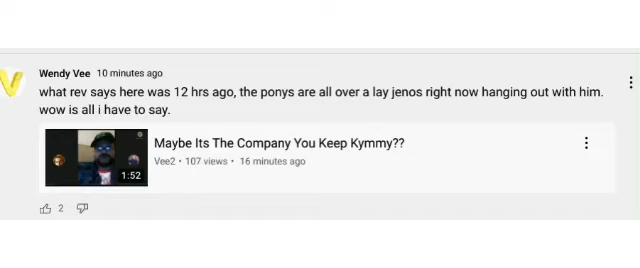 Wendy Vee 10 minutes ago
what rev says here was 12 hrs ago, the ponys are all over a lay jenos right now hanging out with him.
wow is all i have to say.
Maybe Its The Company You Keep Kymmy??
Vee2 • 107 views • 16 minutes ago
1:52
2